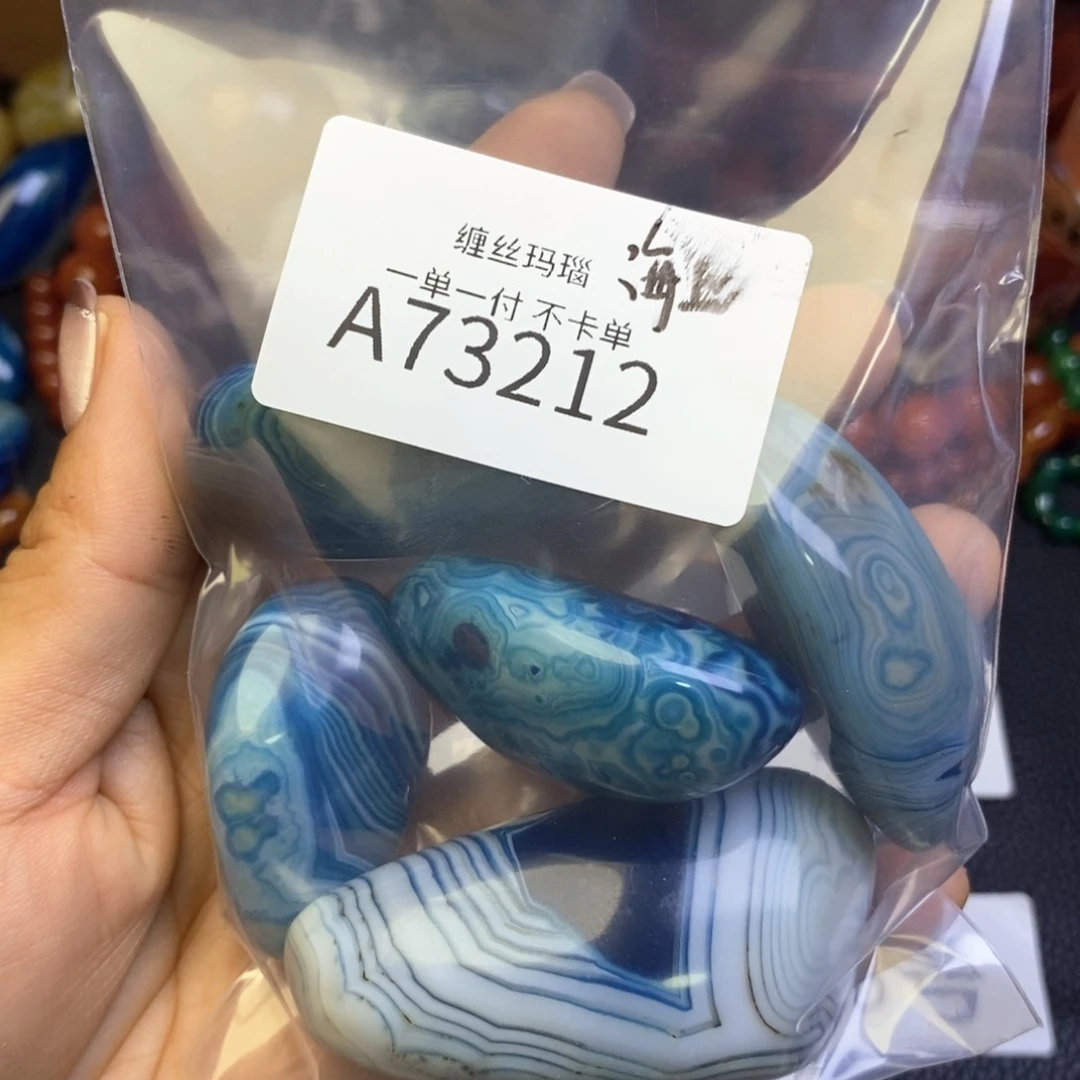 缠丝玛瑙
海
一单一付 不卡单
A73212